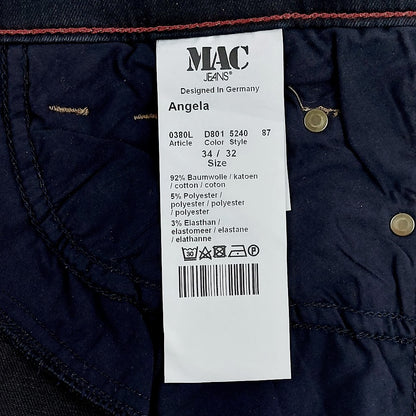 MAC
JEANS®
Designed in Germany
Angela
0380L D801 5240 87
Article Color Style
34 / 32
Size
92% Baumwolle / katoen
/ cotton / coton
5% Polyester /
polyester / polyester
/ polyester
3% Elasthan /
elastomeer / elastane
/ elathanne
30 P